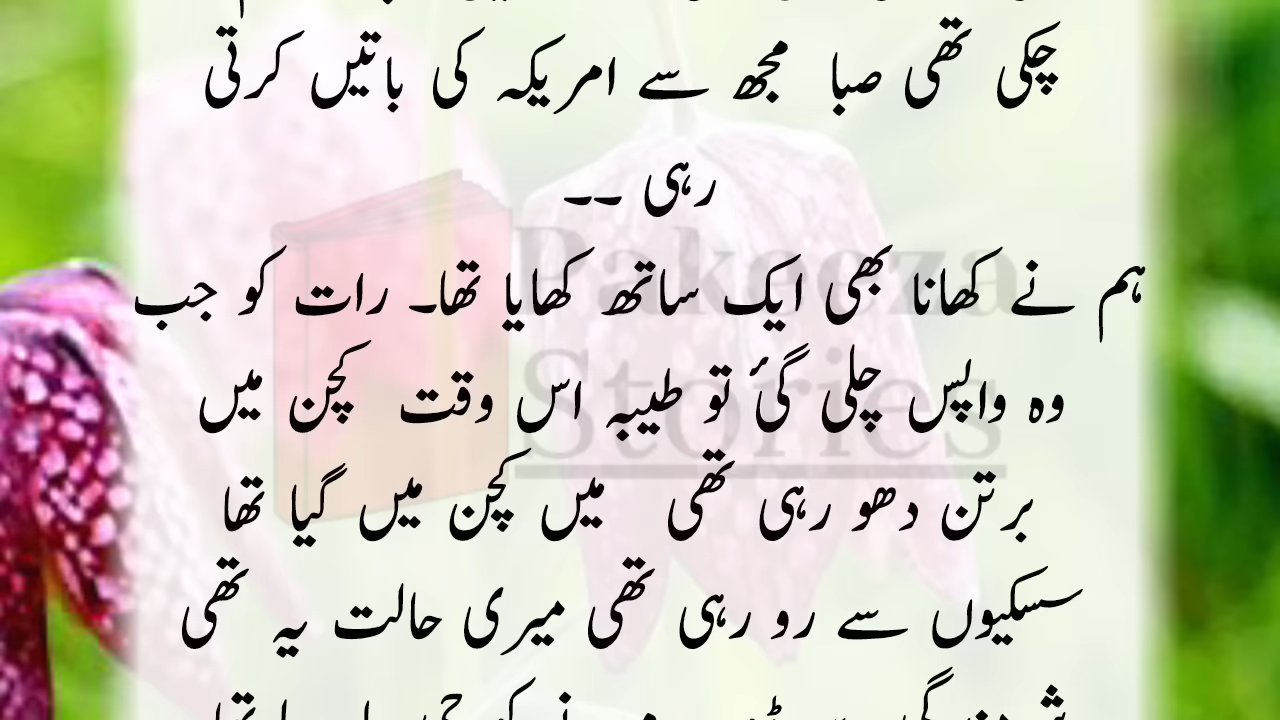 چکی تھی صبا مجھ سے امریکہ کی باتیں کرتی
رہی ۔۔
ہم نے کھانا بھی ایک ساتھ کھایا تھا۔ رات کو جب
وہ واپس چلی گئ تو طیبہ اس وقت کچن میں
برتن دھو رہی تھی میں کچن میں گیا تھا
سسکیوں سے رو رہی تھی میری حالت یہ تھی
Pakeeza
Stories